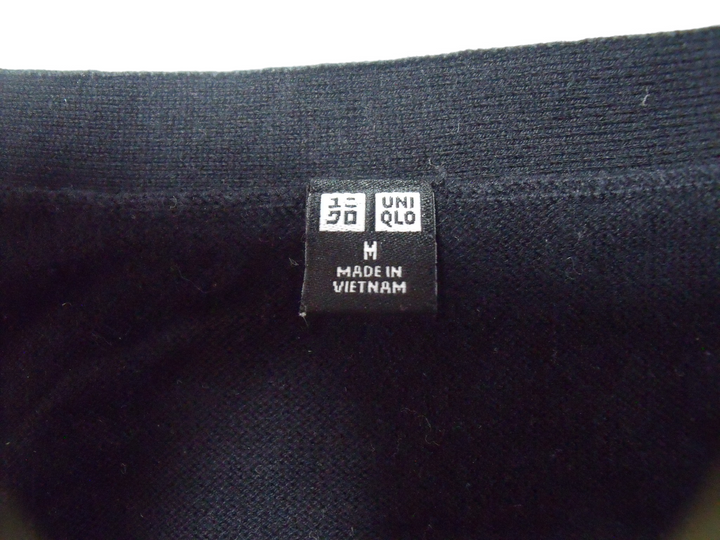 ユニ UNI
クロ QLO
M
MADE IN
VIETNAM